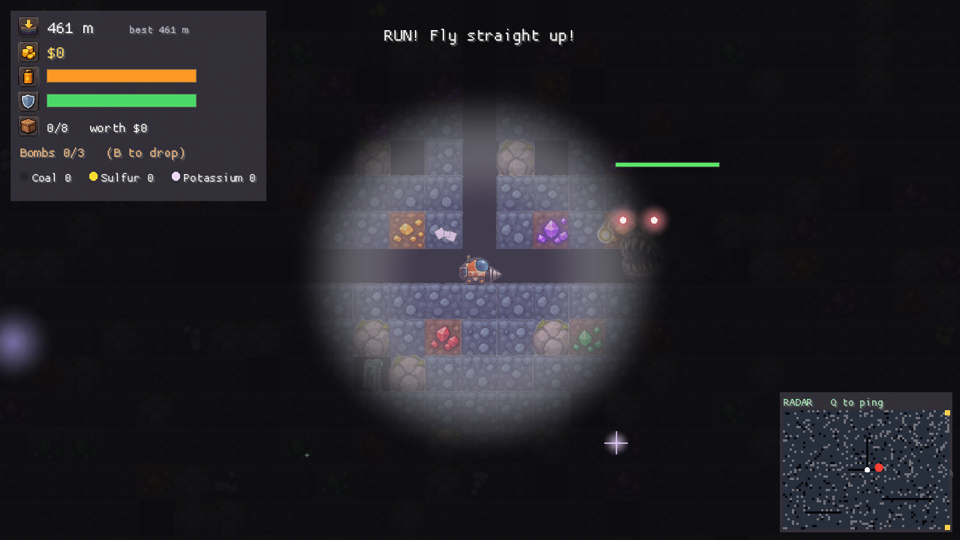 461 m best 461 m
RUN! Fly straight up!
$0
0/8 worth $0
Bombs 0/3 (B to drop)
Coal 0 Sulfur 0 Potassium 0
RADAR Q to ping